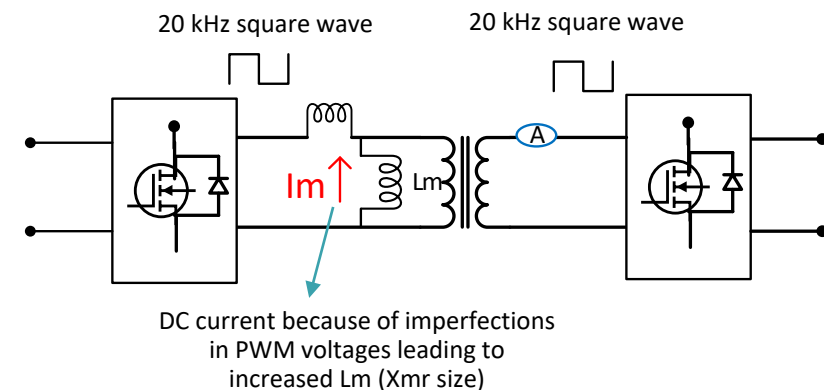 20 kHz square wave
20 kHz square wave
A
Im
Lm
DC current because of imperfections
in PWM voltages leading to
increased Lm (Xmr size)